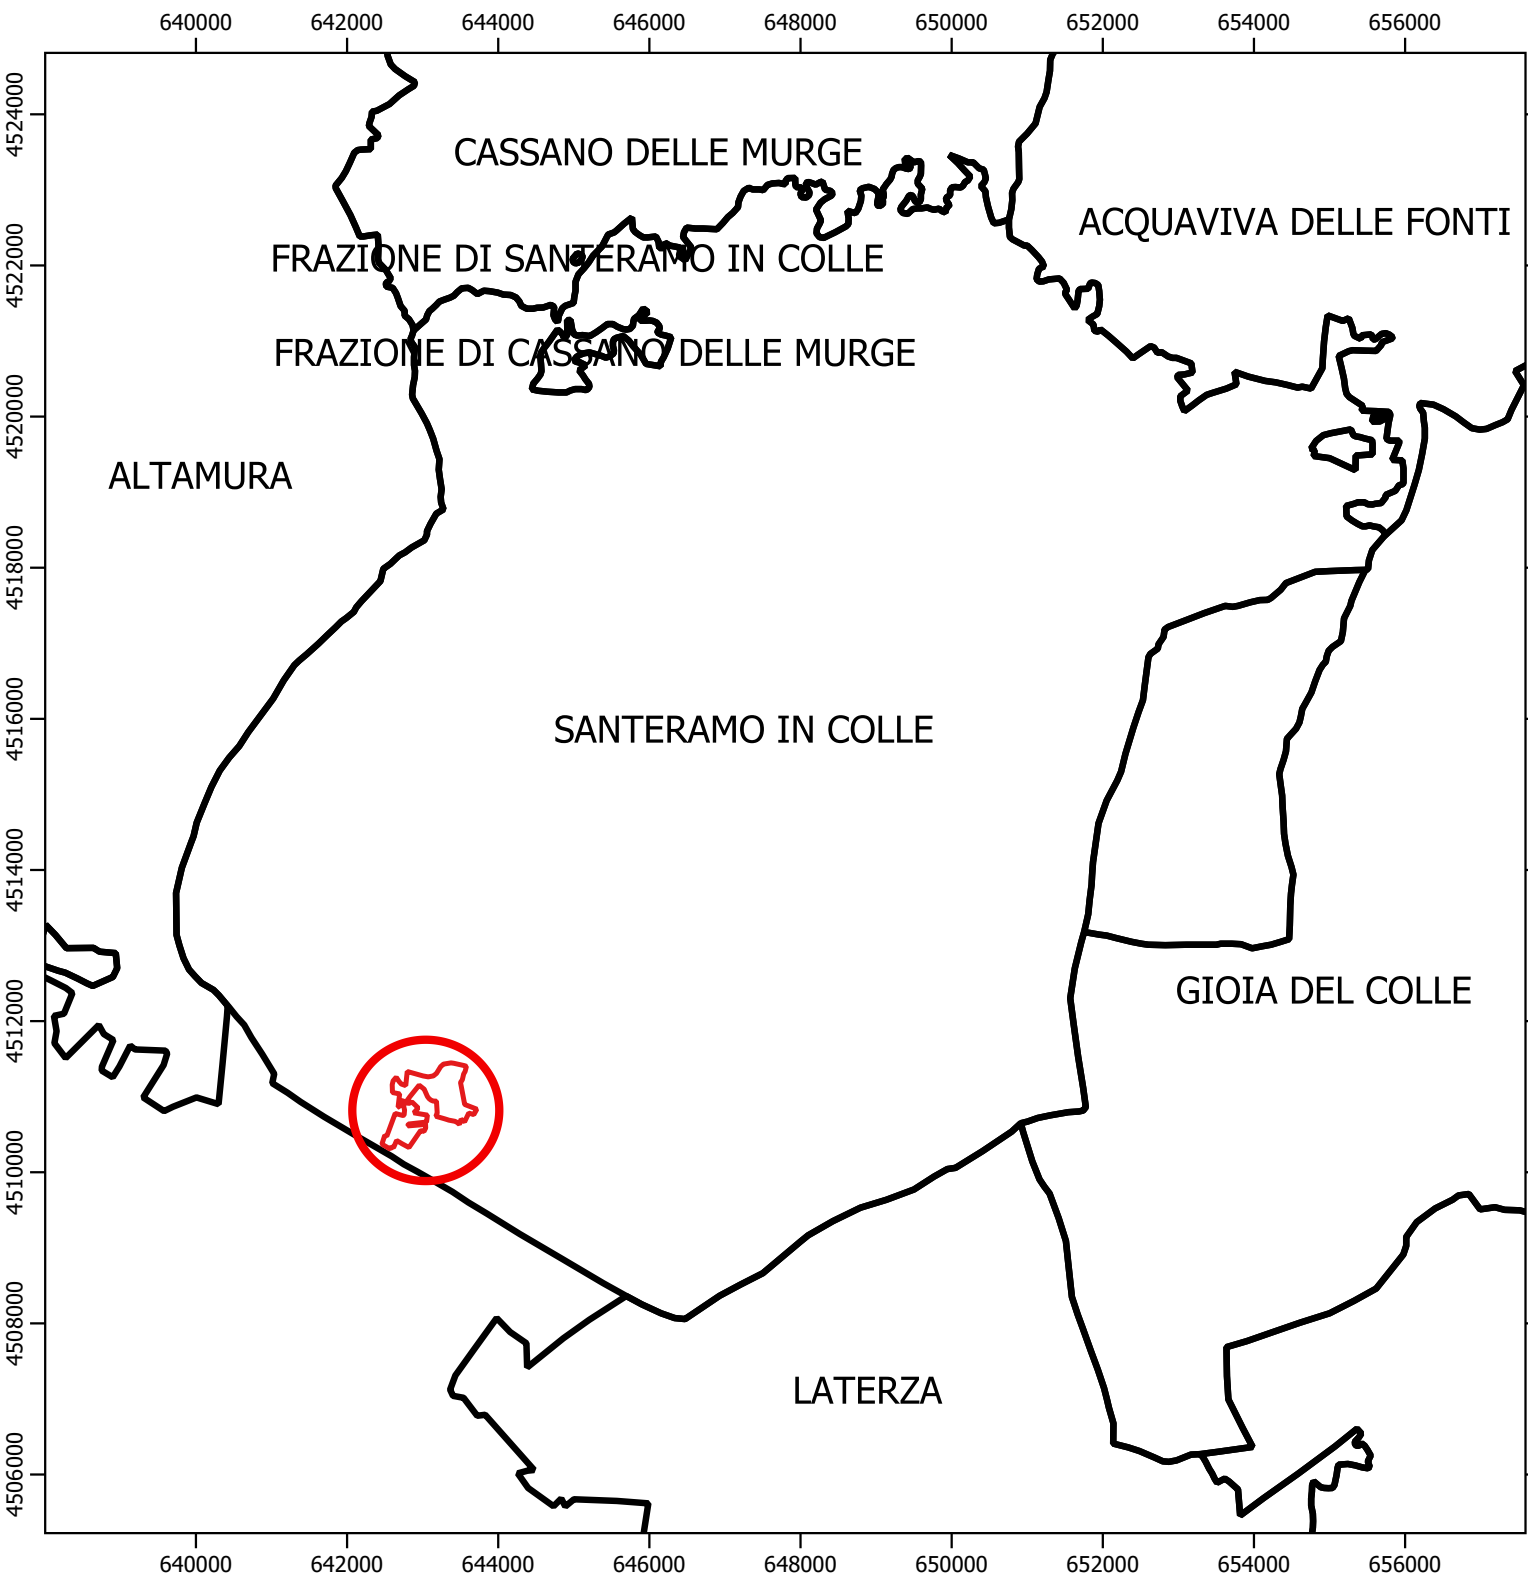 640000 642000 644000 646000 648000 650000 652000 654000 656000
4524000
CASSANO DELLE MURGE
ACQUAVIVA DELLE FONTI
4522000
FRAZIONE DI SANTERAMO IN COLLE
FRAZIONE DI CASSANO DELLE MURGE
4520000
ALTAMURA
4518000
4516000
SANTERAMO IN COLLE
4514000
GIOIA DEL COLLE
4512000
4510000
4508000
LATERZA
4506000
640000 642000 644000 646000 648000 650000 652000 654000 656000